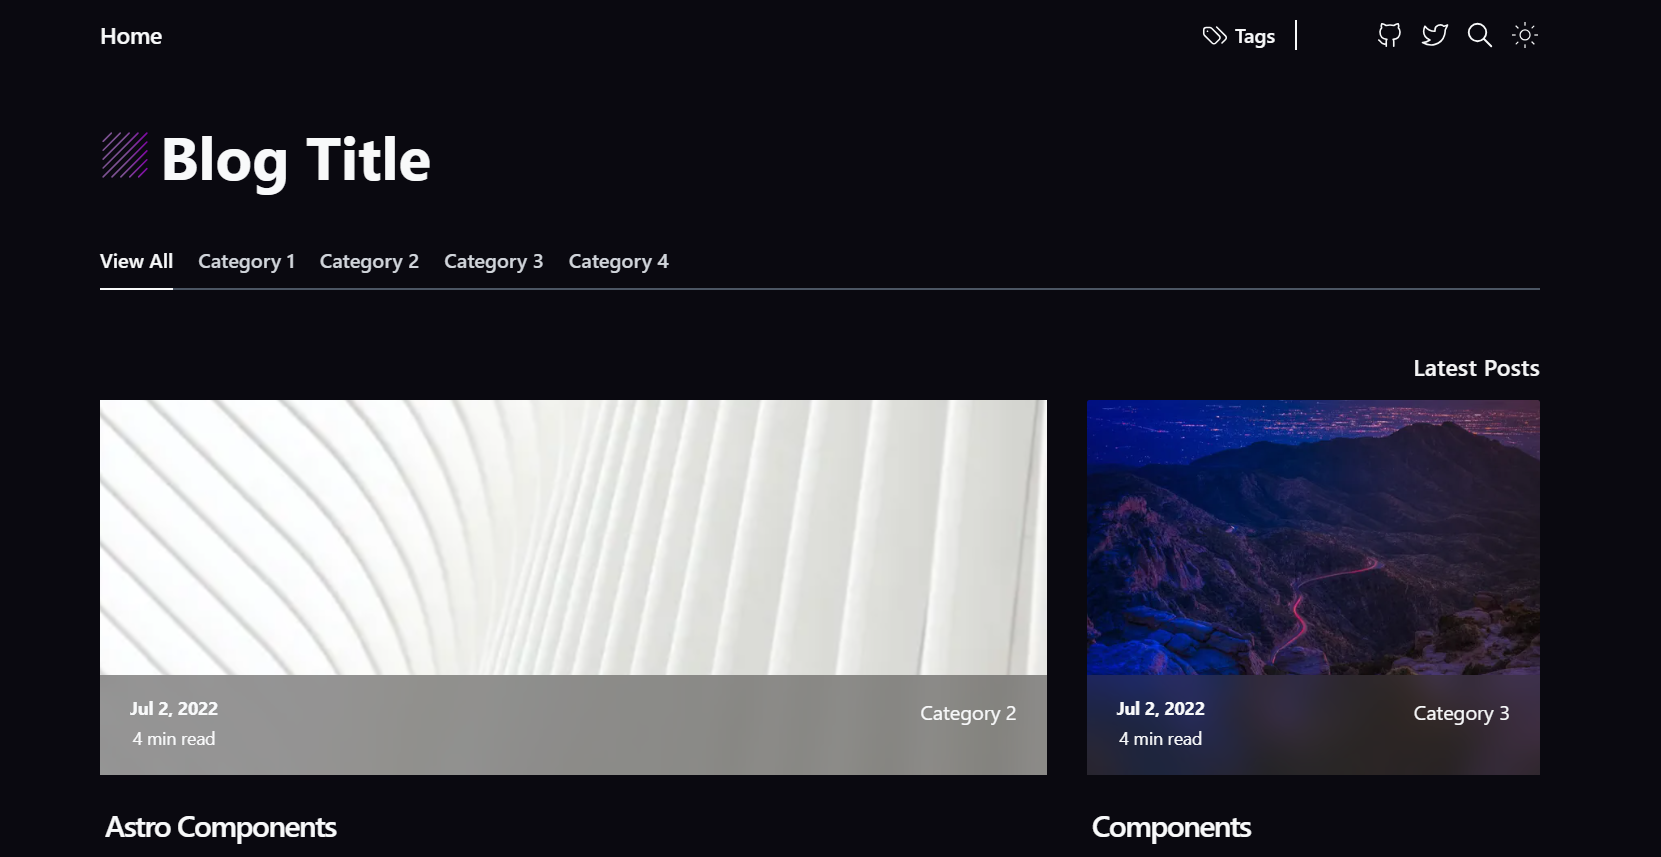 Home
Tags
Blog Title
View All Category 1 Category 2 Category 3 Category 4
Latest Posts
Jul 2, 2022
4 min read
Category 2
Jul 2, 2022
4 min read
Category 3
Astro Components
Components